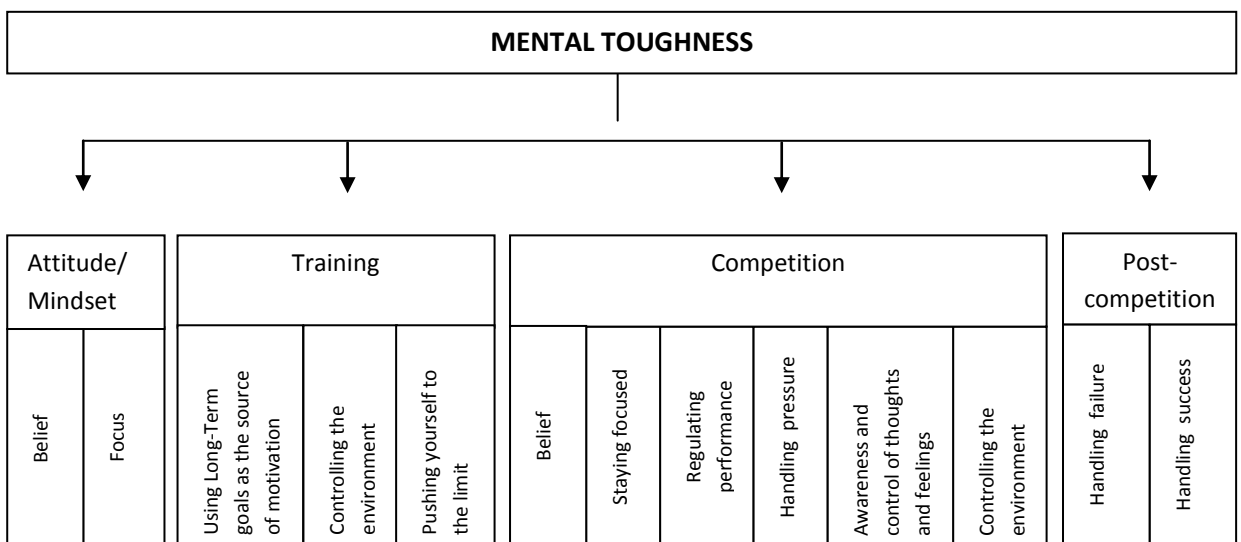 MENTAL TOUGHNESS
Attitude/
Mindset
Belief
Focus
Training
Using Long-Term
goals as the source
of motivation
Controlling the
environment
Pushing yourself to
the limit
Competition
Belief
Staying focused
Regulating
performance
Handling pressure
Awareness and
control of thoughts
and feelings
Controlling the
environment
Post-
competition
Handling failure
Handling success